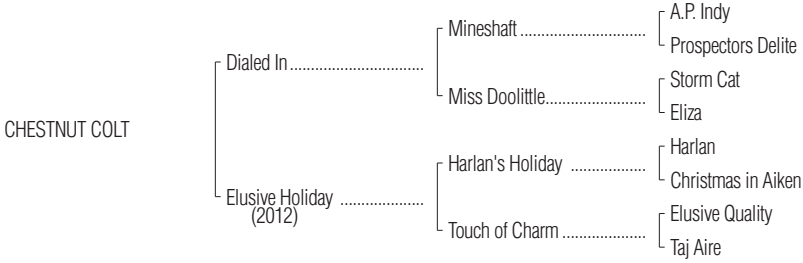 A.P. Indy
Mineshaft ..............................
Prospectors Delite
Dialed In................................
Storm Cat
Miss Doolittle........................
Eliza
CHESTNUT COLT
Harlan
Harlan's Holiday ..................
Christmas in Aiken
Elusive Holiday ....................
(2012)
Elusive Quality
Touch of Charm ....................
Taj Aire